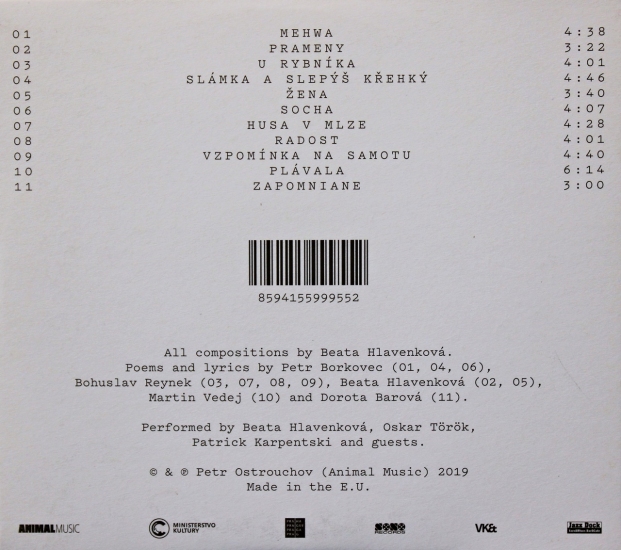 01 MEHWA 4:38
02 PRAMENY 3:22
03 U RYBNÍKA 4:01
04 SLÁMKA A SLEPÝŠ KŘEHKÝ 4:46
05 ŽENA 3:40
06 SOCHA 4:07
07 HUSA V MLZE 4:28
08 RADOST 4:01
09 VZPOMÍNKA NA SAMOTU 4:40
10 PLÁVALA 6:14
11 ZAPOMNIANE 3:00
8594155999552
All compositions by Beata Hlavenková.
Poems and lyrics by Petr Borkovec (01, 04, 06),
Bohuslav Reynek (03, 07, 08, 09), Beata Hlavenková (02, 05),
Martin Vedej (10) and Dorota Barová (11).
Performed by Beata Hlavenková, Oskar Török,
Patrick Karpentski and guests.
© & ℗ Petr Ostrouchov (Animal Music) 2019
Made in the E.U.
ANIMALMUSIC
MINISTERSTVO
KULTURY
RECORDS
Jazz Dock